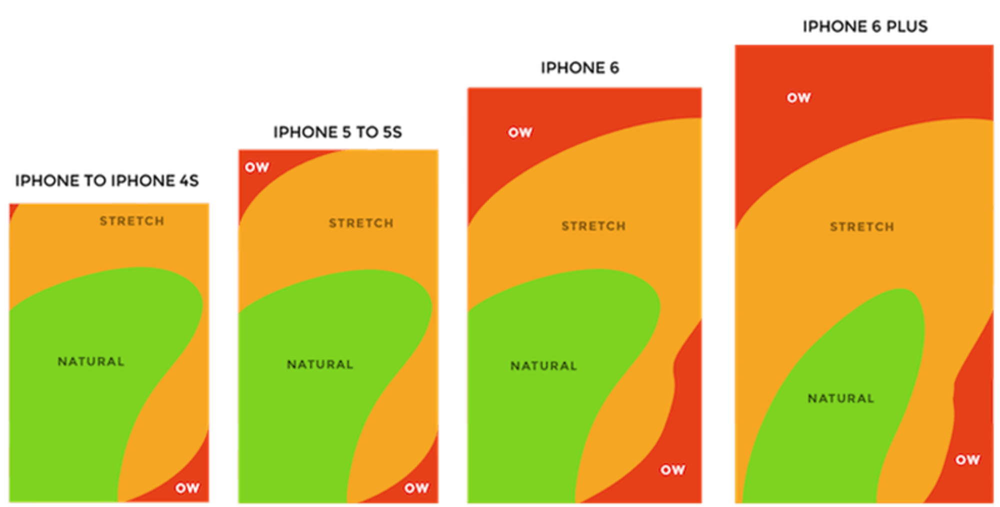 IPHONE TO IPHONE 4S
STRETCH
NATURAL
OW
IPHONE 5 TO 5S
OW
STRETCH
NATURAL
OW
IPHONE 6
OW
STRETCH
NATURAL
OW
IPHONE 6 PLUS
OW
STRETCH
NATURAL
OW